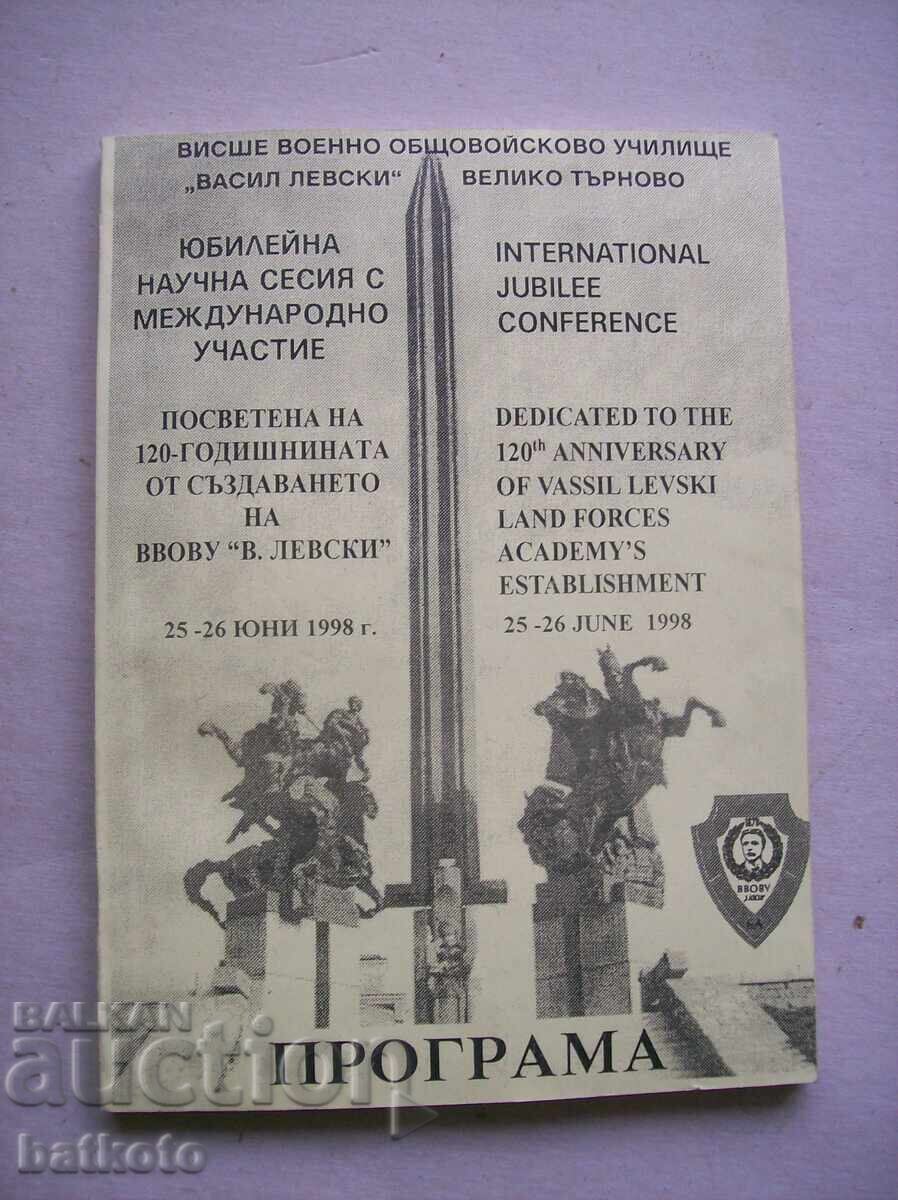 ВИСШЕ ВОЕННО ОБЩОВОЙСКОВО УЧИЛИЩЕ
„ВАСИЛ ЛЕВСКИ“ ВЕЛИКО ТЪРНОВО
ЮБИЛЕЙНА
НАУЧНА СЕСИЯ С
МЕЖДУНАРОДНО
УЧАСТИЕ
ПОСВЕТЕНА НА
120-ГОДИШНИНАТА
ОТ СЪЗДАВАНЕТО
НА
ВВОВУ “В. ЛЕВСКИ”
25 -26 ЮНИ 1998 г.
INTERNATIONAL
JUBILEE
CONFERENCE
DEDICATED TO THE
120th ANNIVERSARY
OF VASSIL LEVSKI
LAND FORCES
ACADEMY’S
ESTABLISHMENT
25 -26 JUNE 1998
ВВОВУ
ПРОГРАМА
BALKAN
auction
batkoto